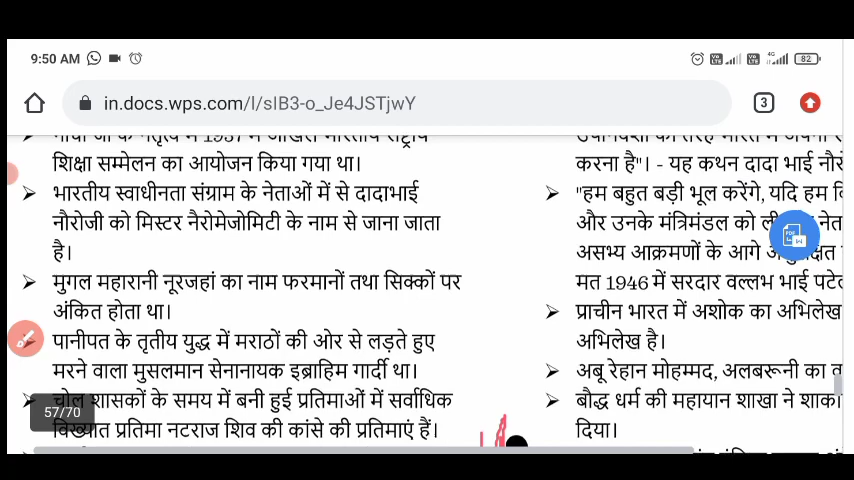 9:50 AM
4G
82
in.docs.wps.com/l/sIB3-o_Je4JSTjwY
3
शिक्षा सम्मेलन का आयोजन किया गया था।
भारतीय स्वाधीनता संग्राम के नेताओं में से दादाभाई
नौरोजी को मिस्टर नैरोमेजोमिटी के नाम से जाना जाता
है।
मुगल महारानी नूरजहां का नाम फरमानों तथा सिक्कों पर
अंकित होता था।
पानीपत के तृतीय युद्ध में मराठों की ओर से लड़ते हुए
मरने वाला मुसलमान सेनानायक इब्राहिम गार्दी था।
चोल शासकों के समय में बनी हुई प्रतिमाओं में सर्वाधिक
विख्यात प्रतिमा नटराज शिव की कांसे की प्रतिमाएं हैं।
57/70
करना है"। - यह कथन दादा भाई
"हम बहुत बड़ी भूल करेंगे, यदि हम
और उनके मंत्रिमंडल को
असभ्य आक्रमणों के आगे
मत 1946 में सरदार वल्लभ भाई
प्राचीन भारत में अशोक का अभिलेख
अभिलेख है।
अबू रेहान मोहम्मद, अलबरूनी का
बौद्ध धर्म की महायान शाखा ने
दिया।
PDF